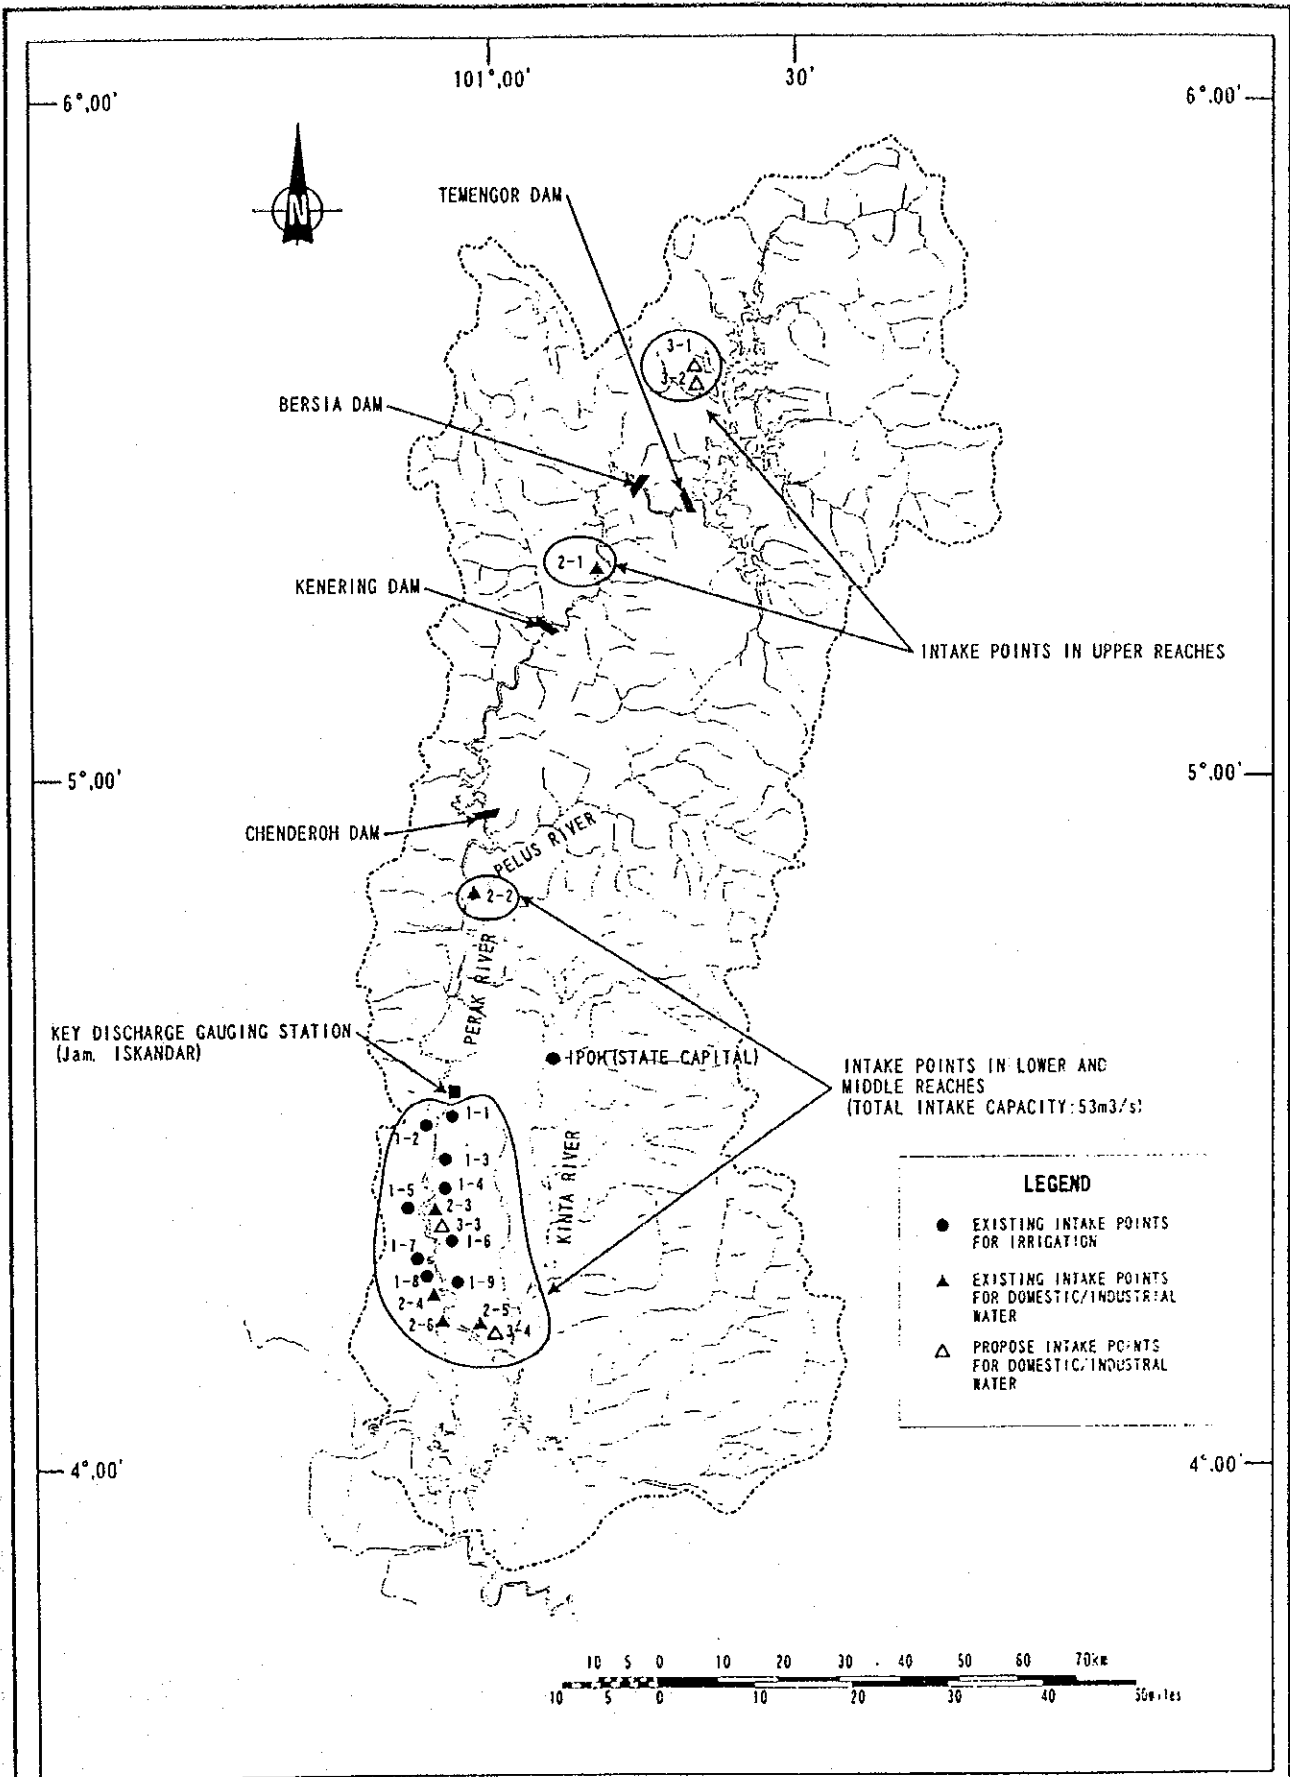 101°,00'
30'
6°,00'
6°.00'
N
TEMENGOR DAM
3-1
3-2
BERSIA DAM
2-1
KENERING DAM
INTAKE POINTS IN UPPER REACHES
5°,00'
5°.00'
CHENDEROH DAM
PELUS RIVER
2-2
PERAK RIVER
KEY DISCHARGE GAUGING STATION
(Jam. ISKANDAR)
IPOH (STATE CAPITAL)
INTAKE POINTS IN LOWER AND
MIDDLE REACHES
(TOTAL INTAKE CAPACITY:53m3/s)
1-1
1-2
KINTA RIVER
1-3
1-4
1-5
2-3
3-3
1-6
1-7
1-8
1-9
2-4
2-5
2-6
3-4
LEGEND
EXISTING INTAKE POINTS
FOR IRRIGATION
EXISTING INTAKE POINTS
FOR DOMESTIC/INDUSTRIAL
WATER
PROPOSE INTAKE POINTS
FOR DOMESTIC/INDUSTRAL
WATER
4°,00'
4°.00'
10 5 0 10 20 30 40 50 60 70km
10 5 0 10 20 30 40 50miles